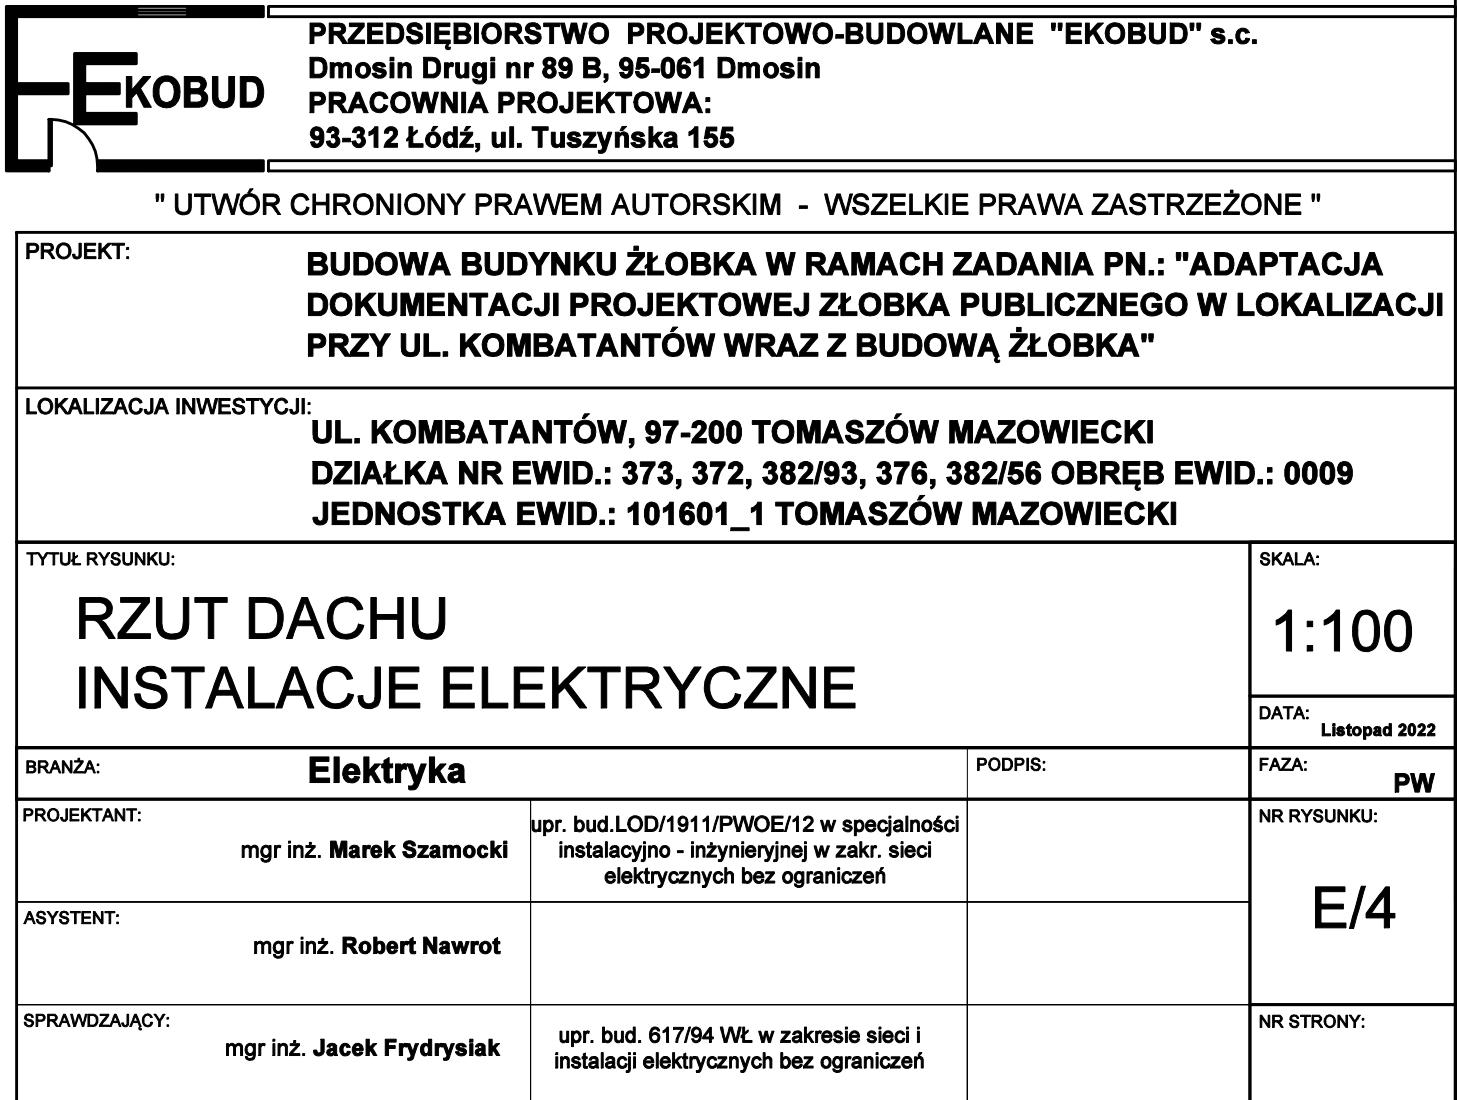 EKOBUD
PRZEDSIĘBIORSTWO PROJEKTOWO-BUDOWLANE "EKOBUD" s.c.
Dmosin Drugi nr 89 B, 95-061 Dmosin
PRACOWNIA PROJEKTOWA:
93-312 Łódź, ul. Tuszyńska 155
" UTWÓR CHRONIONY PRAWEM AUTORSKIM - WSZELKIE PRAWA ZASTRZEŻONE "
PROJEKT:
BUDOWA BUDYNKU ŻŁOBKA W RAMACH ZADANIA PN.: "ADAPTACJA
DOKUMENTACJI PROJEKTOWEJ ZŁOBKA PUBLICZNEGO W LOKALIZACJI
PRZY UL. KOMBATANTÓW WRAZ Z BUDOWĄ ŻŁOBKA"
LOKALIZACJA INWESTYCJI:
UL. KOMBATANTÓW, 97-200 TOMASZÓW MAZOWIECKI
DZIAŁKA NR EWID.: 373, 372, 382/93, 376, 382/56 OBRĘB EWID.: 0009
JEDNOSTKA EWID.: 101601_1 TOMASZÓW MAZOWIECKI
TYTUŁ RYSUNKU:
RZUT DACHU
INSTALACJE ELEKTRYCZNE
SKALA:
1:100
DATA:
Listopad 2022
BRANŻA:
Elektryka
PODPIS:
FAZA:
PW
PROJEKTANT:
mgr inż. Marek Szamocki
upr. bud.LOD/1911/PWOE/12 w specjalności
instalacyjno - inżynieryjnej w zakr. sieci
elektrycznych bez ograniczeń
NR RYSUNKU:
E/4
ASYSTENT:
mgr inż. Robert Nawrot
SPRAWDZAJĄCY:
mgr inż. Jacek Frydrysiak
upr. bud. 617/94 WŁ w zakresie sieci i
instalacji elektrycznych bez ograniczeń
NR STRONY: